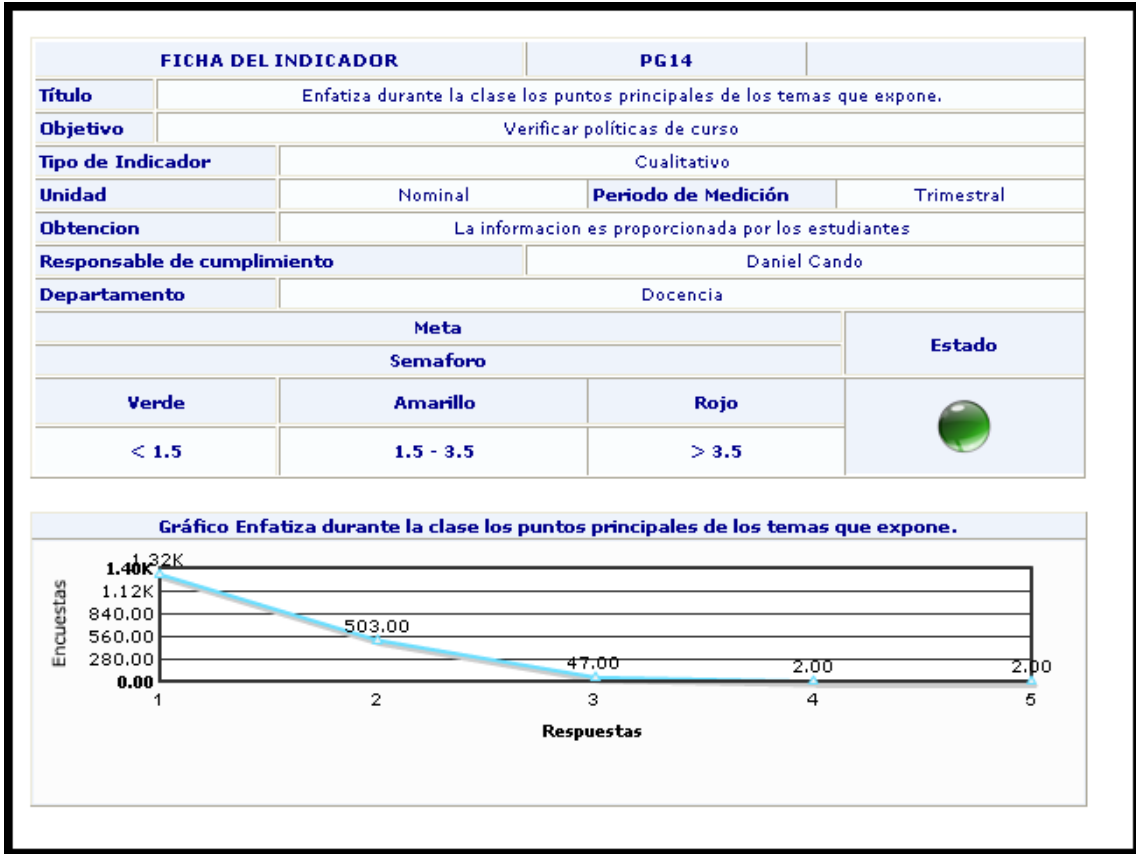 FICHA DEL INDICADOR PG14
Título Enfatiza durante la clase los puntos principales de los temas que expone.
Objetivo Verificar políticas de curso
Tipo de Indicador Cualitativo
Unidad Nominal Periodo de Medición Trimestral
Obtencion La informacion es proporcionada por los estudiantes
Responsable de cumplimiento Daniel Cando
Departamento Docencia
Meta Estado
Semaforo
Verde Amarillo Rojo
< 1.5 1.5 - 3.5 > 3.5
Gráfico Enfatiza durante la clase los puntos principales de los temas que expone.
Encuestas
1.40K
1.12K
840.00
560.00
280.00
0.00
1.32K
503.00
47.00
2.00
2.00
1 2 3 4 5
Respuestas